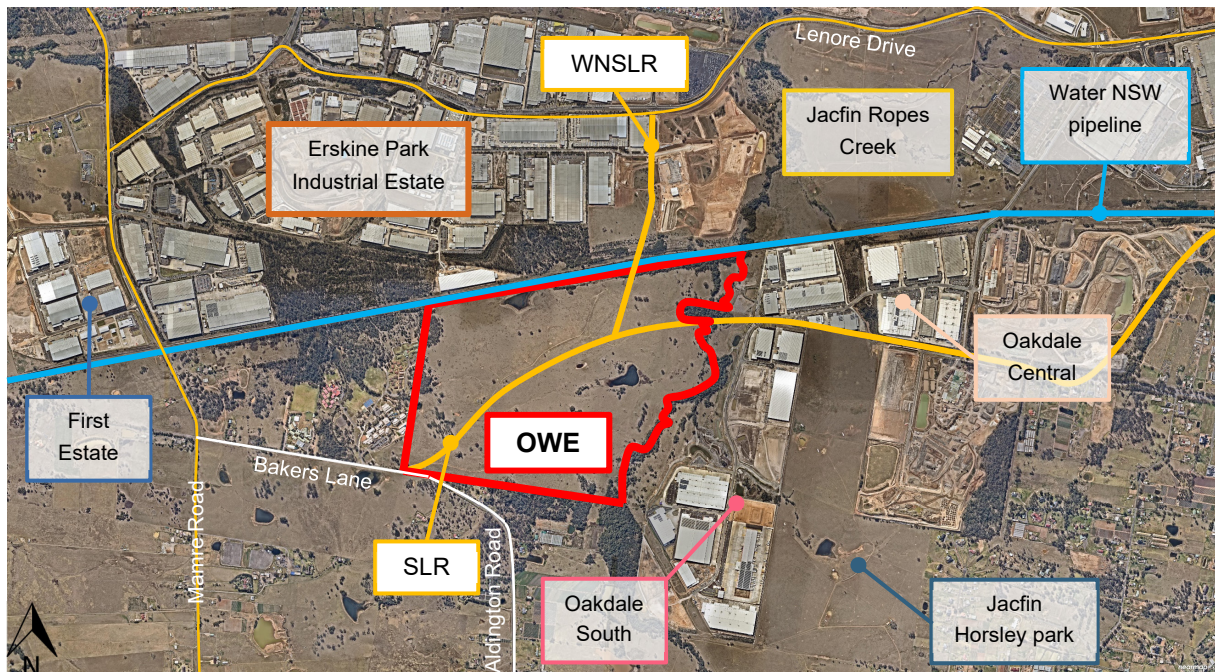 Lenore Drive
WNSLR
Water NSW
pipeline
Jacfin Ropes
Creek
Erskine Park
Industrial Estate
Oakdale
Central
First
Estate
OWE
Bakers Lane
Mamre Road
SLR
Aldington Road
Oakdale
South
Jacfin
Horsley park
N
nearmap